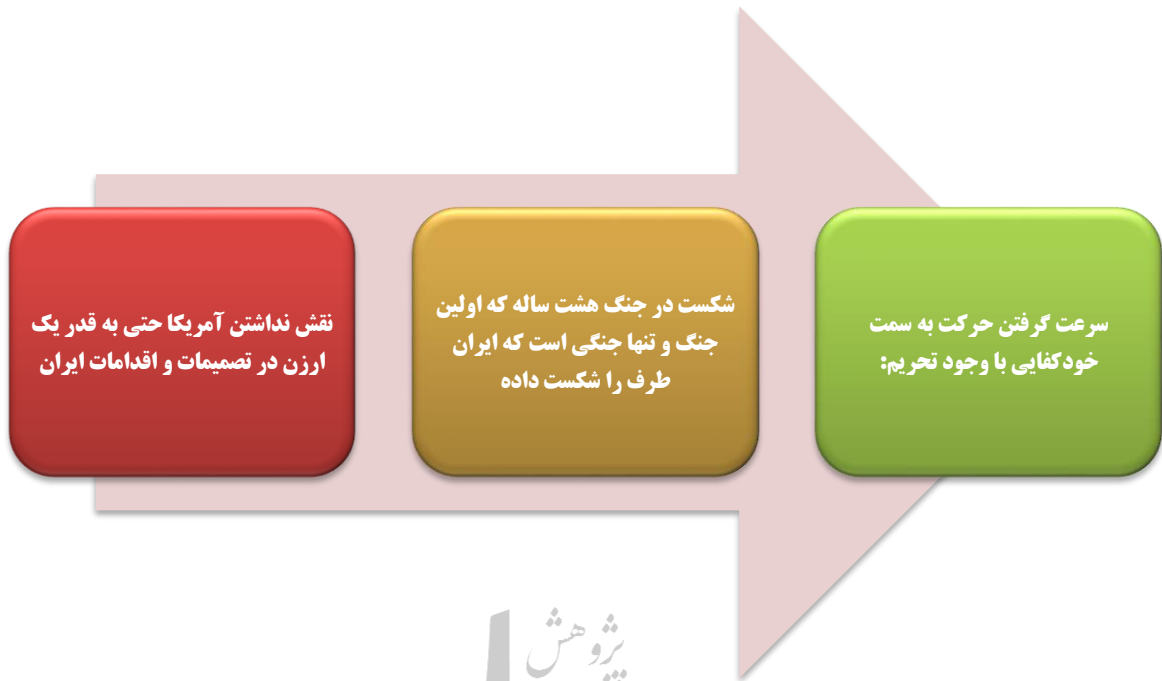 سرعت گرفتن حرکت به سمت
خودکفایی با وجود تحریم:
شکست در جنگ هشت ساله که اولین
جنگ و تنها جنگی است که ایران
طرف را شکست داده
نقش نداشتن آمریکا حتی به قدر یک
ارزن در تصمیمات و اقدامات ایران
پژوهش